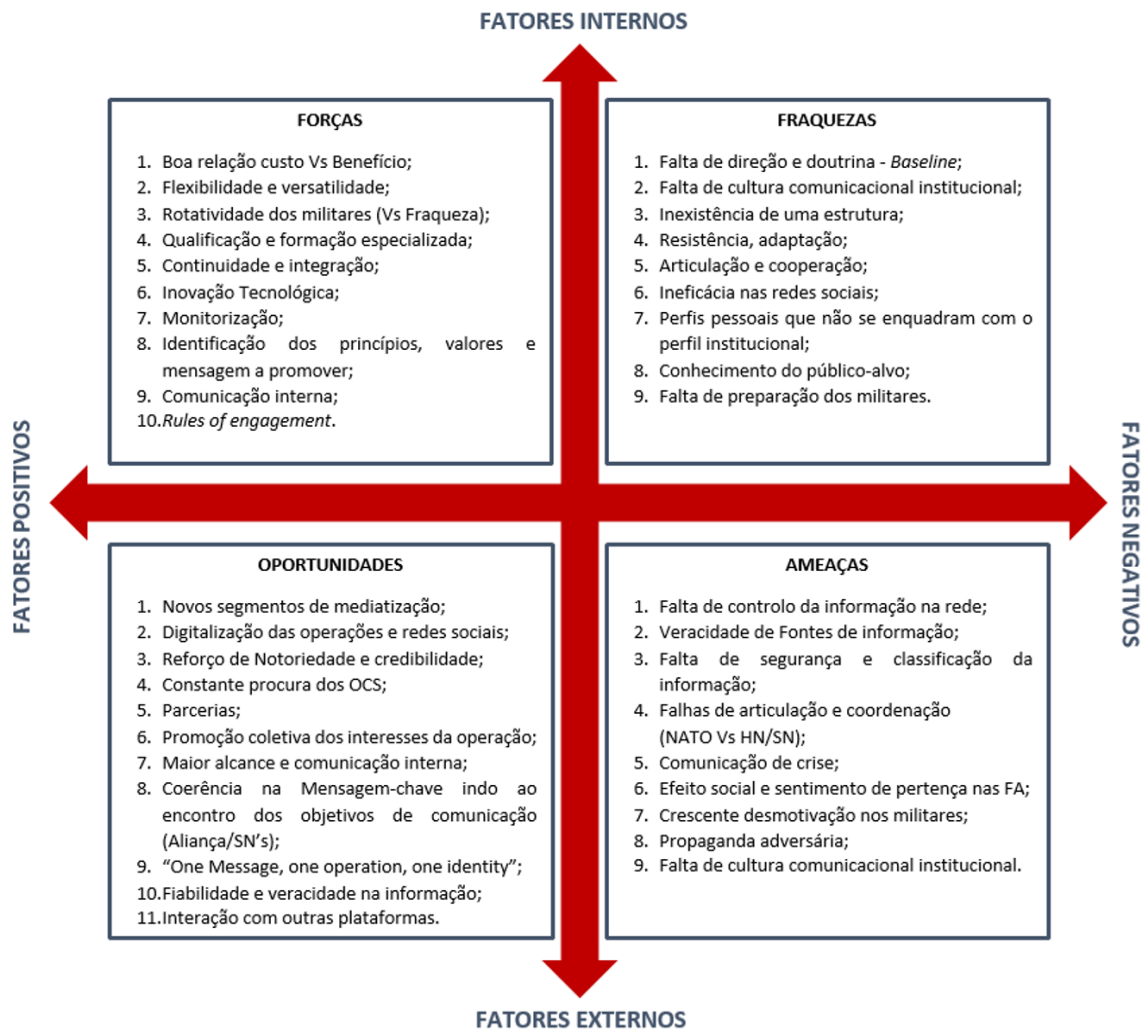 FATORES INTERNOS
FORÇAS
1. Boa relação custo Vs Benefício;
2. Flexibilidade e versatilidade;
3. Rotatividade dos militares (Vs Fraqueza);
4. Qualificação e formação especializada;
5. Continuidade e integração;
6. Inovação Tecnológica;
7. Monitorização;
8. Identificação dos princípios, valores e
mensagem a promover;
9. Comunicação interna;
10.Rules of engagement.
FRAQUEZAS
1. Falta de direção e doutrina - Baseline;
2. Falta de cultura comunicacional institucional;
3. Inexistência de uma estrutura;
4. Resistência, adaptação;
5. Articulação e cooperação;
6. Ineficácia nas redes sociais;
7. Perfis pessoais que não se enquadram com o
perfil institucional;
8. Conhecimento do público-alvo;
9. Falta de preparação dos militares.
FATORES POSITIVOS
FATORES NEGATIVOS
OPORTUNIDADES
1. Novos segmentos de mediatização;
2. Digitalização das operações e redes sociais;
3. Reforço de Notoriedade e credibilidade;
4. Constante procura dos OCS;
5. Parcerias;
6. Promoção coletiva dos interesses da operação;
7. Maior alcance e comunicação interna;
8. Coerência na Mensagem-chave indo ao
encontro dos objetivos de comunicação
(Aliança/SN’s);
9. “One Message, one operation, one identity”;
10.Fiabilidade e veracidade na informação;
11.Interação com outras plataformas.
AMEAÇAS
1. Falta de controlo da informação na rede;
2. Veracidade de Fontes de informação;
3. Falta de segurança e classificação da
informação;
4. Falhas de articulação e coordenação
(NATO Vs HN/SN);
5. Comunicação de crise;
6. Efeito social e sentimento de pertença nas FA;
7. Crescente desmotivação nos militares;
8. Propaganda adversária;
9. Falta de cultura comunicacional institucional.
FATORES EXTERNOS